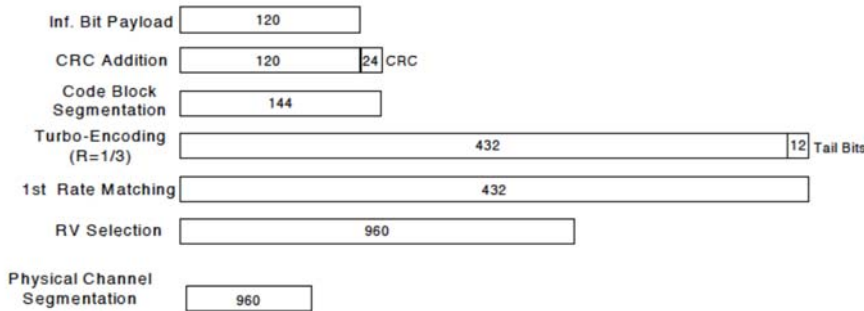 Inf. Bit Payload 120
CRC Addition 120 24 CRC
Code Block
Segmentation 144
Turbo-Encoding
(R=1/3) 432 12 Tail Bits
1st Rate Matching 432
RV Selection 960
Physical Channel
Segmentation 960